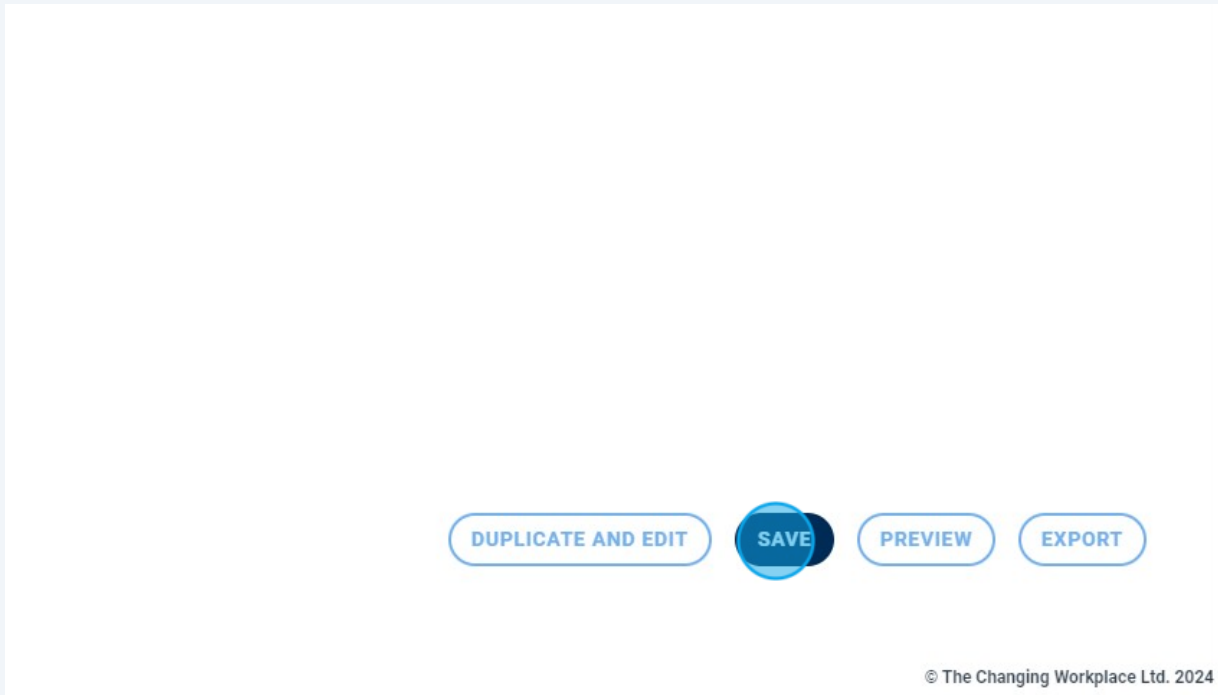 DUPLICATE AND EDIT SAVE PREVIEW EXPORT
© The Changing Workplace Ltd. 2024